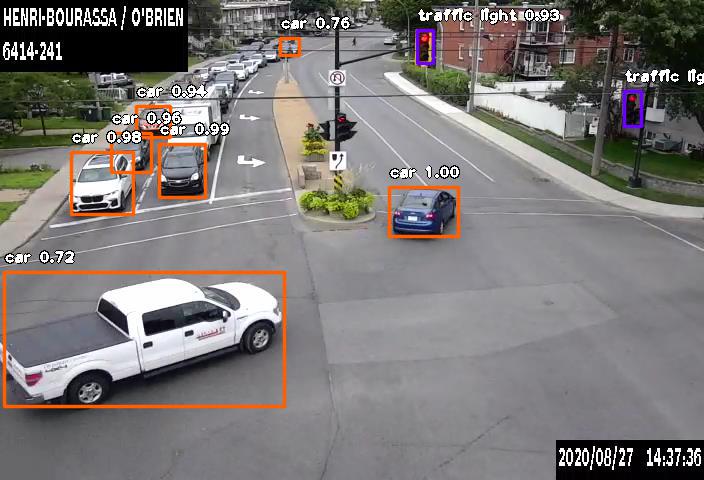 HENRI-BOURASSA / O'BRIEN
6414-241
car 0.76
traffic light 0.93
traffic lig
car 0.94
car 0.96
car 0.98
car 0.99
car 1.00
car 0.72
2020/08/27 14:37:36